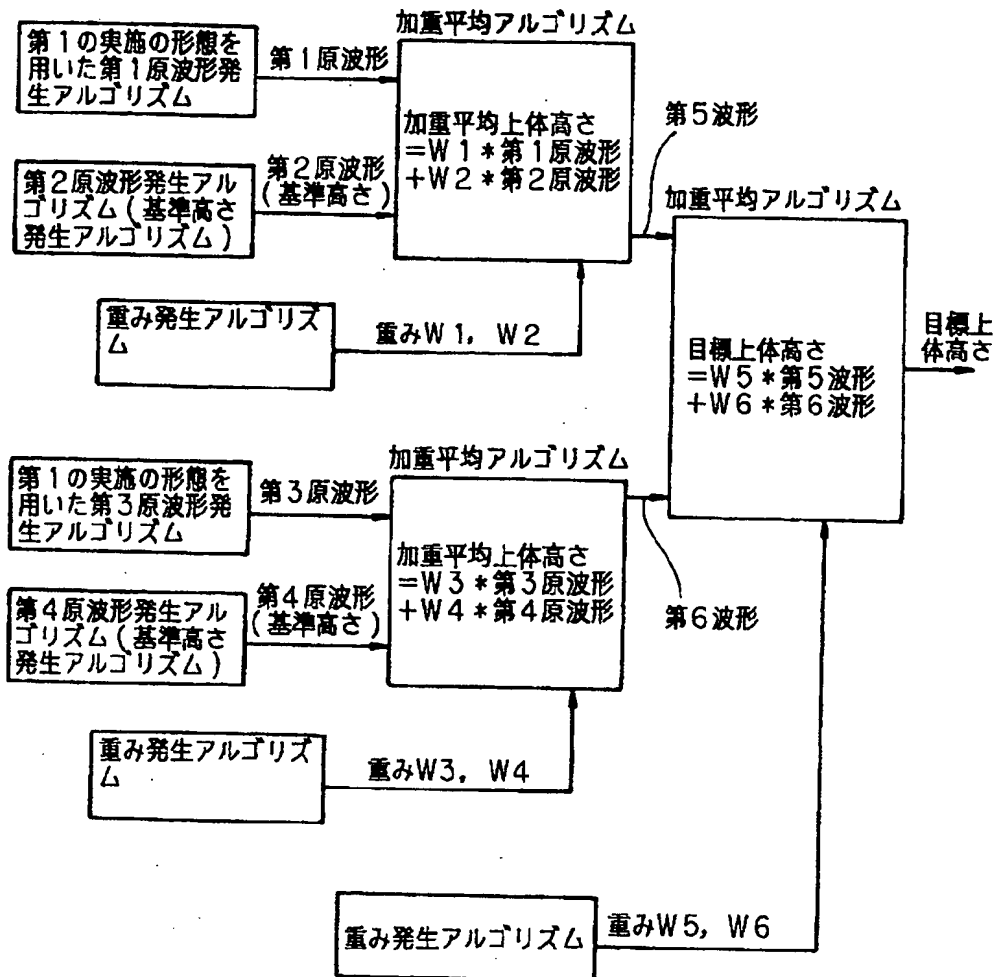 加重平均アルゴリズム
第1の実施の形態を
用いた第1原波形発
生アルゴリズム
第1原波形
第2原波形発生アル
ゴリズム(基準高さ
発生アルゴリズム)
第2原波形
(基準高さ)
加重平均上体高さ
=W1*第1原波形
+W2*第2原波形
重み発生アルゴリズ
ム
重みW1, W2
第5波形
加重平均アルゴリズム
目標上体高さ
=W5*第5波形
+W6*第6波形
目標上
体高さ
加重平均アルゴリズム
第1の実施の形態を
用いた第3原波形発
生アルゴリズム
第3原波形
第4原波形発生アル
ゴリズム(基準高さ
発生アルゴリズム)
第4原波形
(基準高さ)
加重平均上体高さ
=W3*第3原波形
+W4*第4原波形
第6波形
重み発生アルゴリズ
ム
重みW3, W4
重み発生アルゴリズム
重みW5, W6